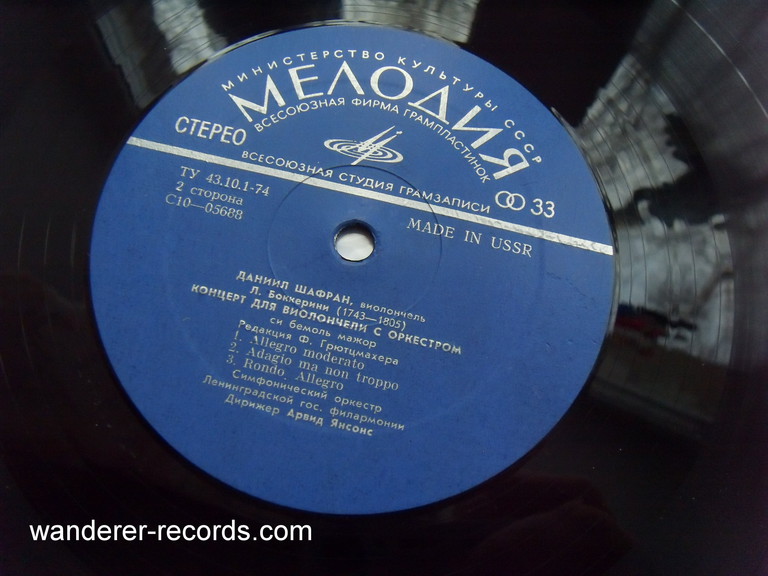 МИНИСТЕРСТВО КУЛЬТУРЫ СССР
МЕЛОДИЯ
ВСЕСОЮЗНАЯ ФИРМА ГРАМПЛАСТИНОК
СТЕРЕО
ВСЕСОЮЗНАЯ СТУДИЯ ГРАМЗАПИСИ
33
ТУ 43.10.1-74
2 сторона
С10—05688
MADE IN USSR
ДАНИИЛ ШАФРАН, виолончель
Л. Боккерини (1743—1805)
КОНЦЕРТ ДЛЯ ВИОЛОНЧЕЛИ С ОРКЕСТРОМ
си бемоль мажор
Редакция Ф. Грютцмахера
1. Allegro moderato
2. Adagio ma non troppo
3. Rondo. Allegro
Симфонический оркестр
Ленинградской гос. филармонии
Дирижер Арвид Янсонс
wanderer-records.com